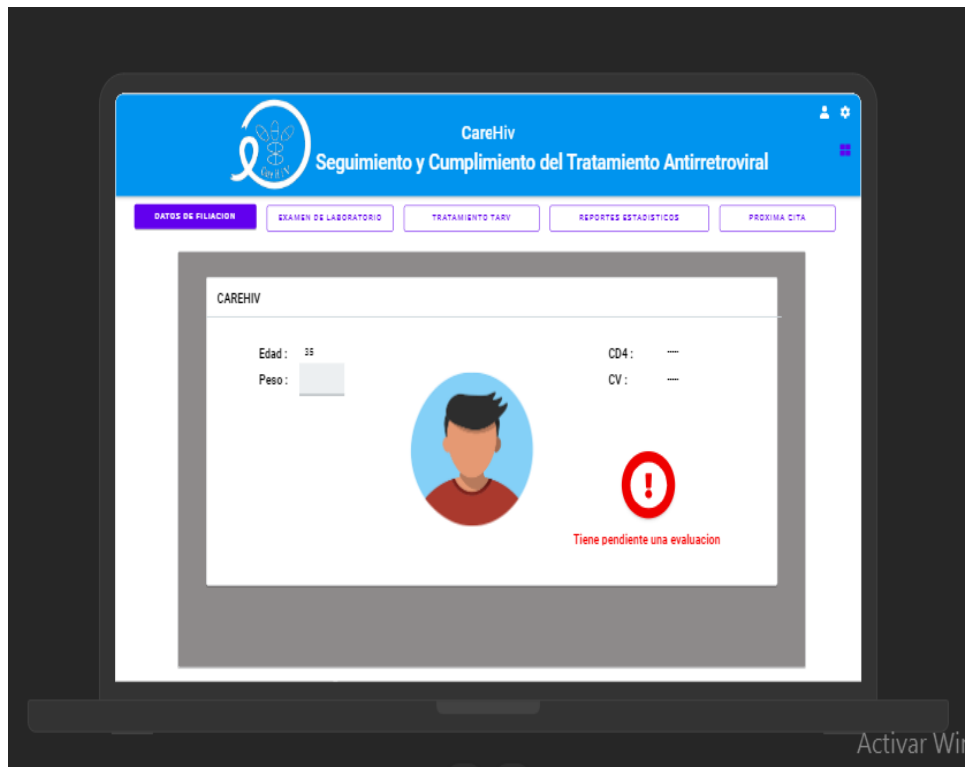 CareHiv
Seguimiento y Cumplimiento del Tratamiento Antirretroviral
DATOS DE FILIACION
EXAMEN DE LABORATORIO
TRATAMIENTO TARV
REPORTES ESTADISTICOS
PROXIMA CITA
CAREHIV
Edad : 35
Peso :
CD4 : -----
CV : -----
!
Tiene pendiente una evaluacion
Activar Win